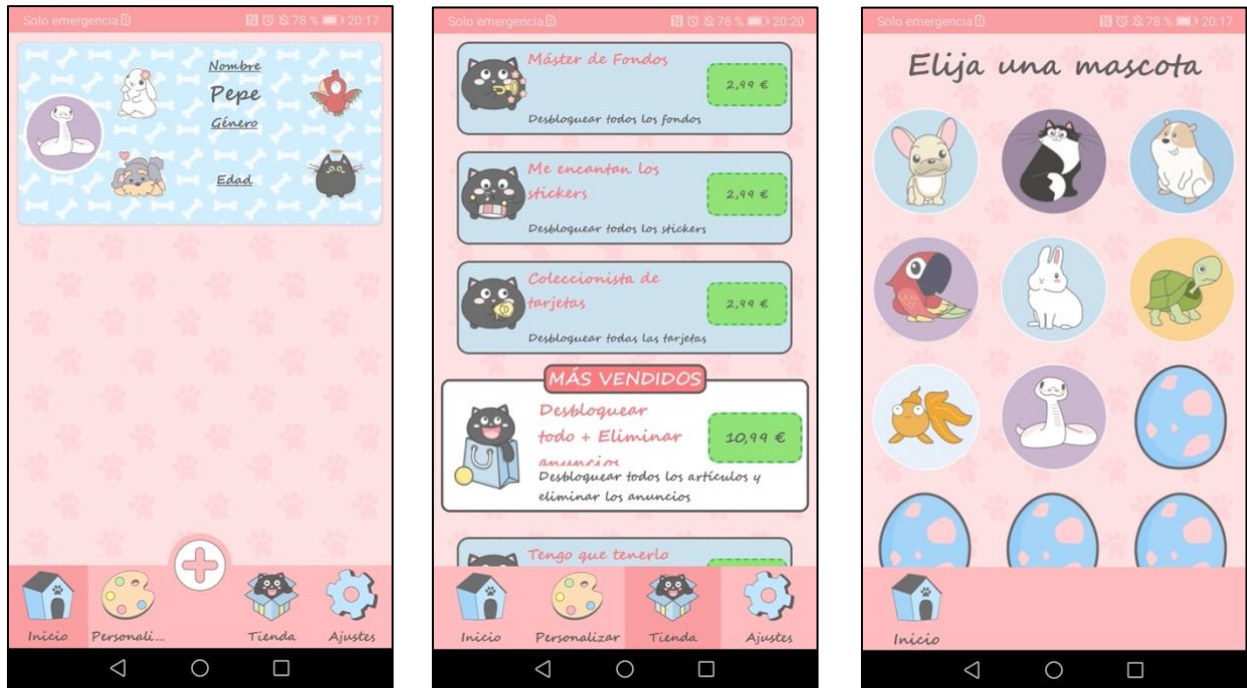 Solo emergencia
78 %
20:17
Nombre
Pepe
Género
Edad
Inicio
Personali...
Tienda
Ajustes
Solo emergencia
78 %
20:20
Máster de Fondos
2,99 €
Desbloquear todos los fondos
Me encantan los
stickers
2,99 €
Desbloquear todos los stickers
Coleccionista de
tarjetas
2,99 €
Desbloquear todas las tarjetas
MÁS VENDIDOS
Desbloquear
todo + Eliminar
anuncios
10,99 €
Desbloquear todos los artículos y
eliminar los anuncios
Tengo que tenerlo
Inicio
Personalizar
Tienda
Ajustes
Solo emergencia
78 %
20:17
Elija una mascota
Inicio